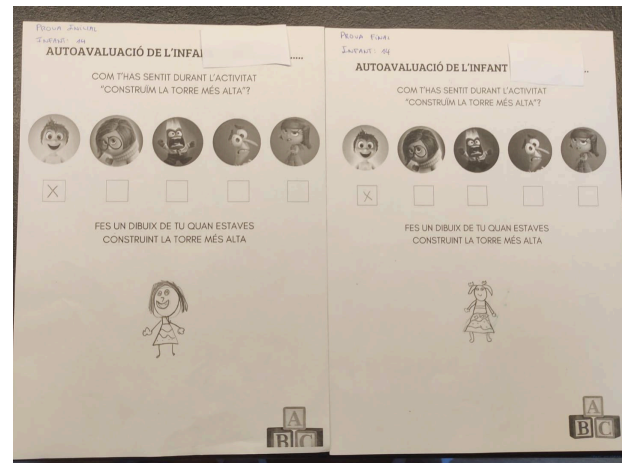 PROVA INICIAL
INFANT: 14
AUTOAVALUACIÓ DE L'INFA
COM T'HAS SENTIT DURANT L'ACTIVITAT
"CONSTRUÏM LA TORRE MÉS ALTA"?
X
FES UN DIBUIX DE TU QUAN ESTAVES
CONSTRUINT LA TORRE MÉS ALTA
A
B C
PROVA FINAL
INFANT: 14
AUTOAVALUACIÓ DE L'INFANT
COM T'HAS SENTIT DURANT L'ACTIVITAT
"CONSTRUÏM LA TORRE MÉS ALTA"?
X
FES UN DIBUIX DE TU QUAN ESTAVES
CONSTRUINT LA TORRE MÉS ALTA
A
B C